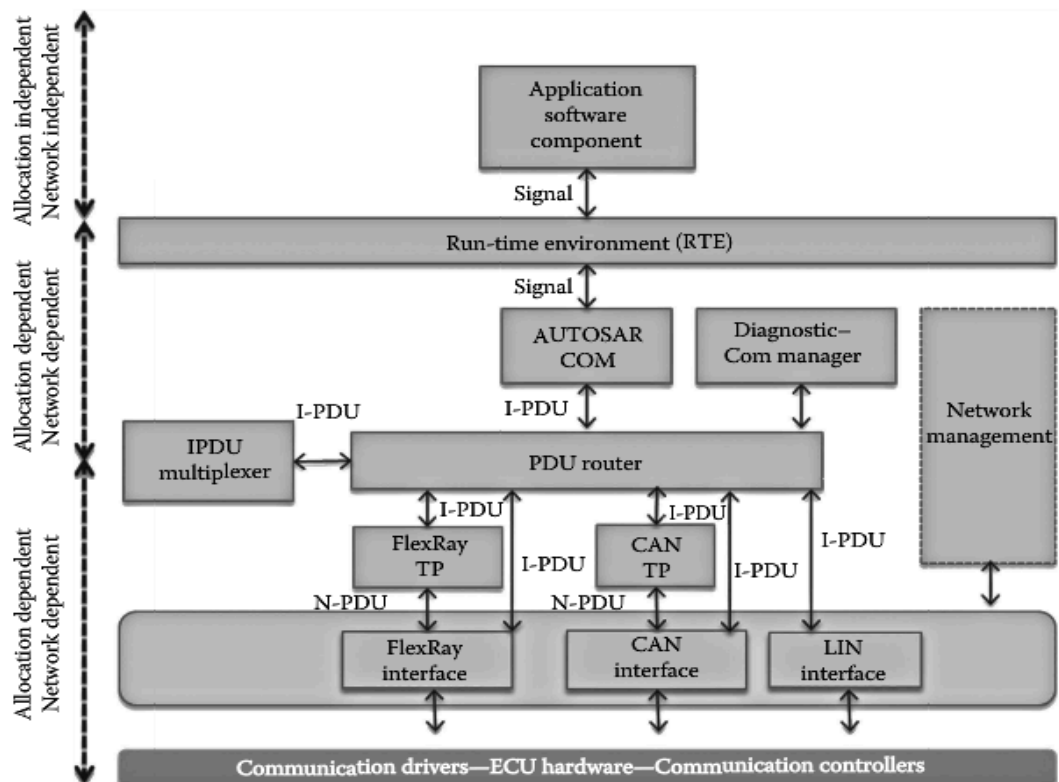 Allocation independent
Network independent
Application
software
component
Signal
Run-time environment (RTE)
Allocation dependent
Network dependent
Signal
AUTOSAR
COM
Diagnostic–
Com manager
Network
management
I-PDU
I-PDU
IPDU
multiplexer
PDU router
Allocation dependent
Network dependent
I-PDU
I-PDU
FlexRay
TP
CAN
TP
I-PDU
I-PDU
I-PDU
N-PDU
N-PDU
FlexRay
interface
CAN
interface
LIN
interface
Communication drivers—ECU hardware—Communication controllers